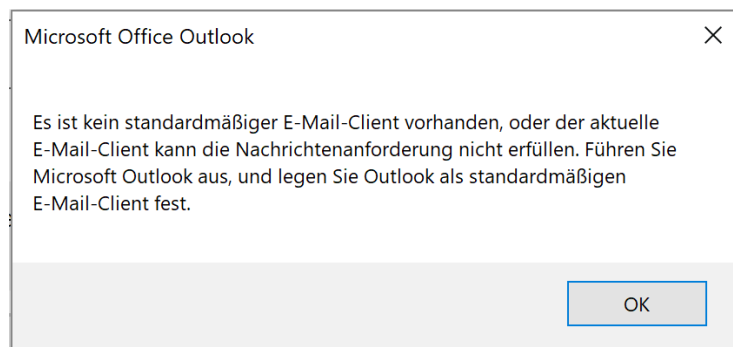 Microsoft Office Outlook
Es ist kein standardmäßiger E-Mail-Client vorhanden, oder der aktuelle
E-Mail-Client kann die Nachrichtenanforderung nicht erfüllen. Führen Sie
Microsoft Outlook aus, und legen Sie Outlook als standardmäßigen
E-Mail-Client fest.
OK